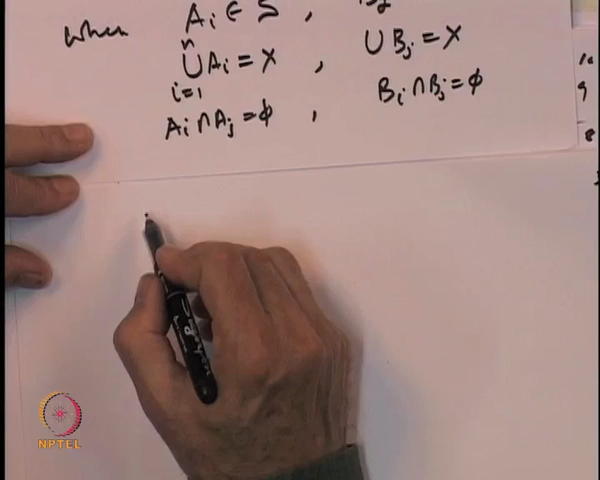 When Aᵢ ∈ S ,
n
∪ Aᵢ = X , ∪ Bⱼ = X
i=1
Aᵢ ∩ Aⱼ = ϕ , Bᵢ ∩ Bⱼ = ϕ
NPTEL